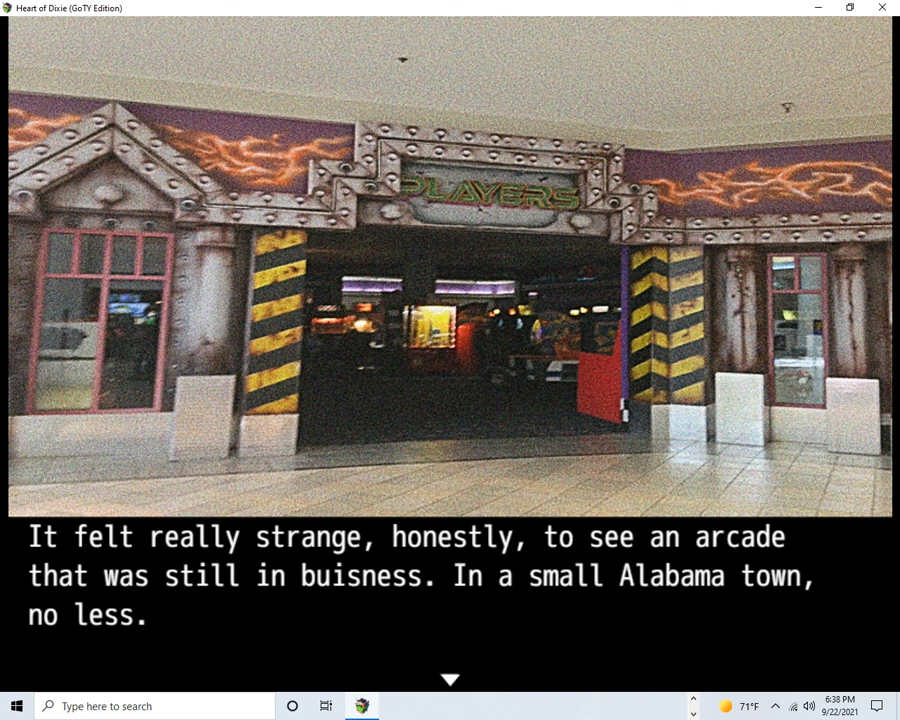 Heart of Dixie (GoTY Edition)
PLAYERS
It felt really strange, honestly, to see an arcade
that was still in buisness. In a small Alabama town,
no less.
Type here to search
71°F
6:38 PM
9/22/2021